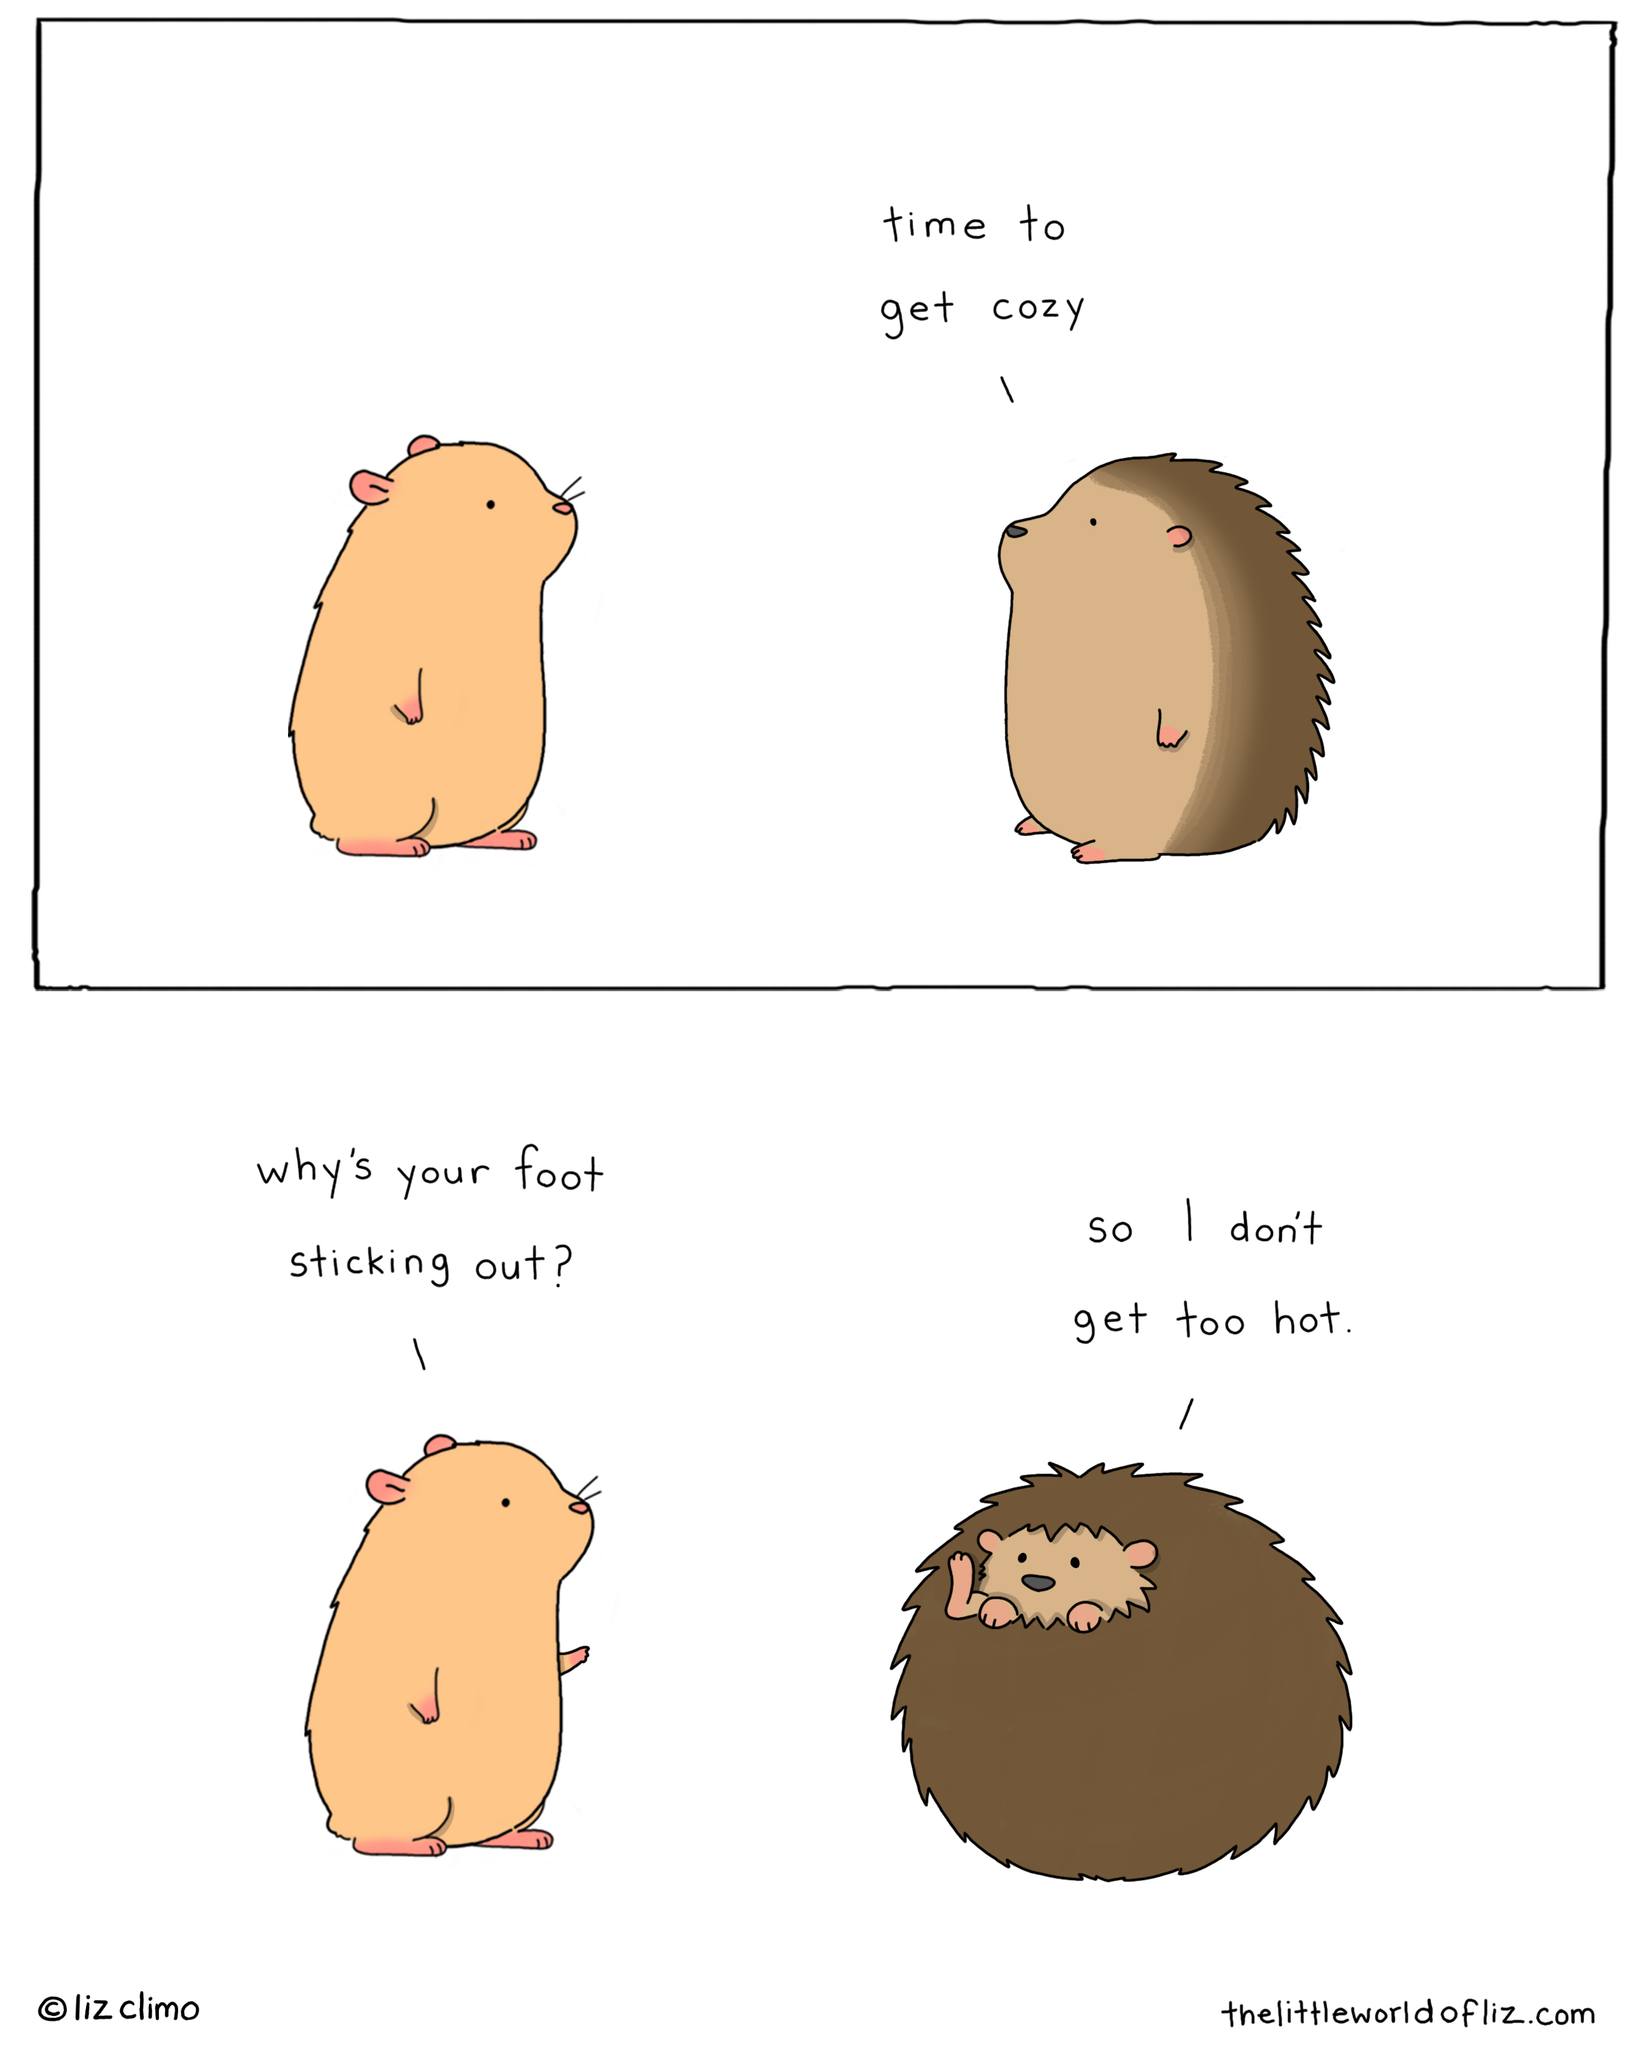 time to
get cozy
why's your foot
sticking out?
so I don't
get too hot.
© liz climo
thelittleworldofliz.com